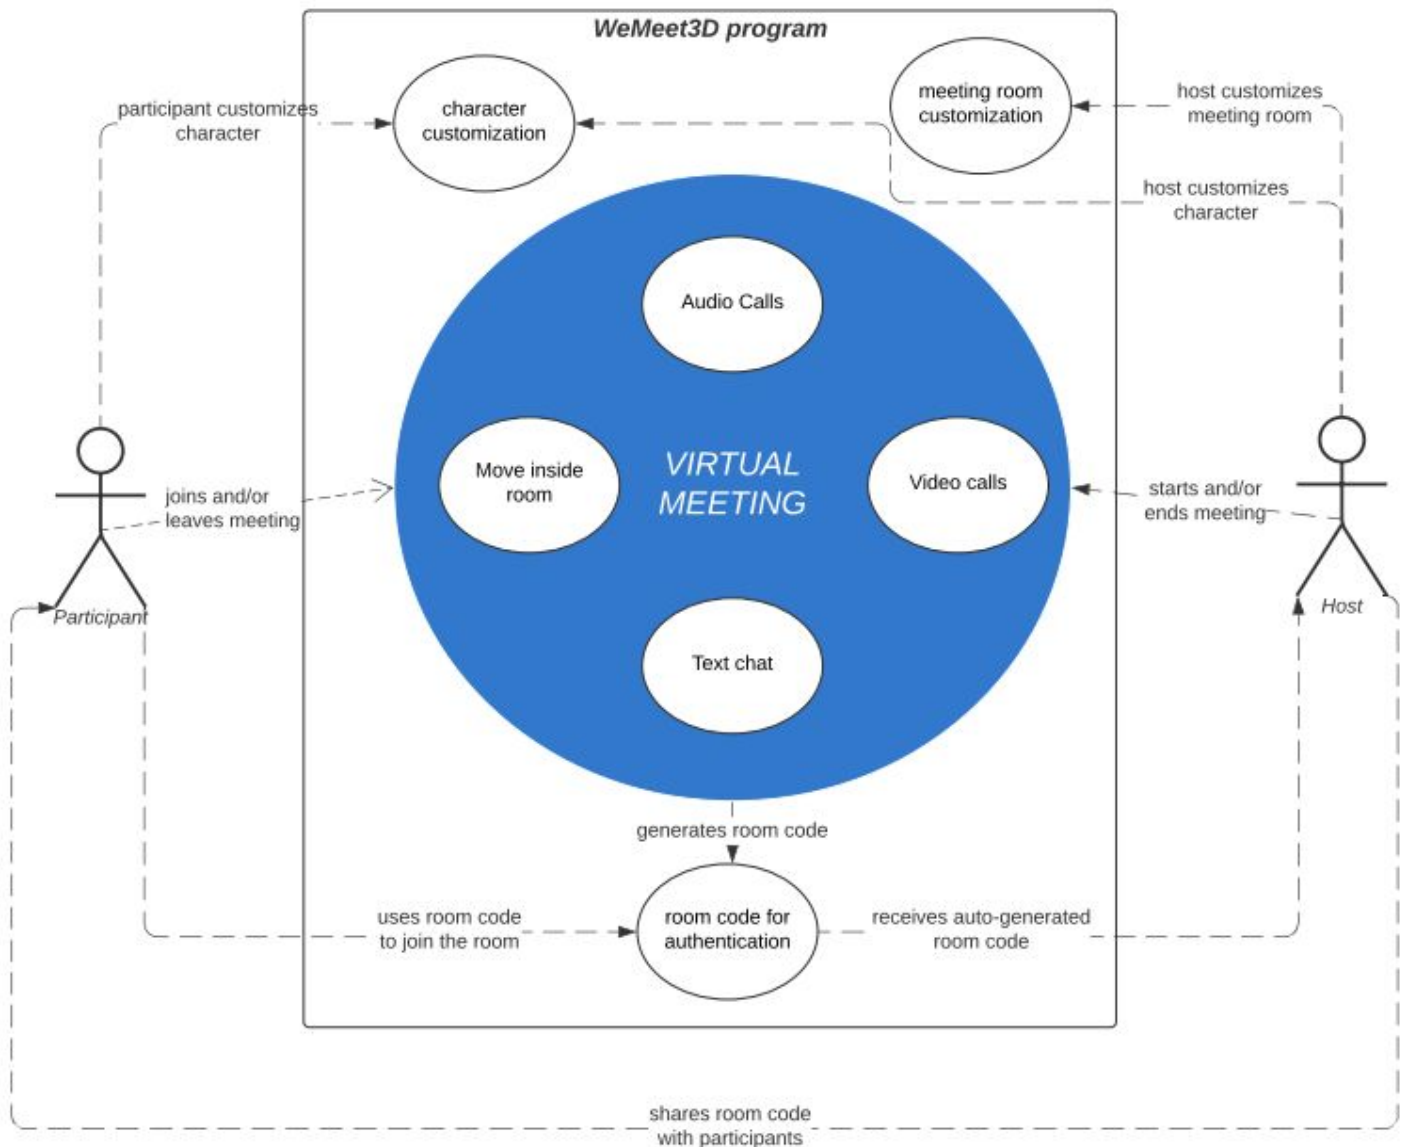 WeMeet3D program
participant customizes
character
character
customization
meeting room
customization
host customizes
meeting room
host customizes
character
Audio Calls
Move inside
room
VIRTUAL
MEETING
Video calls
joins and/or
leaves meeting
starts and/or
ends meeting
Participant
Host
Text chat
generates room code
uses room code
to join the room
room code for
authentication
receives auto-generated
room code
shares room code
with participants